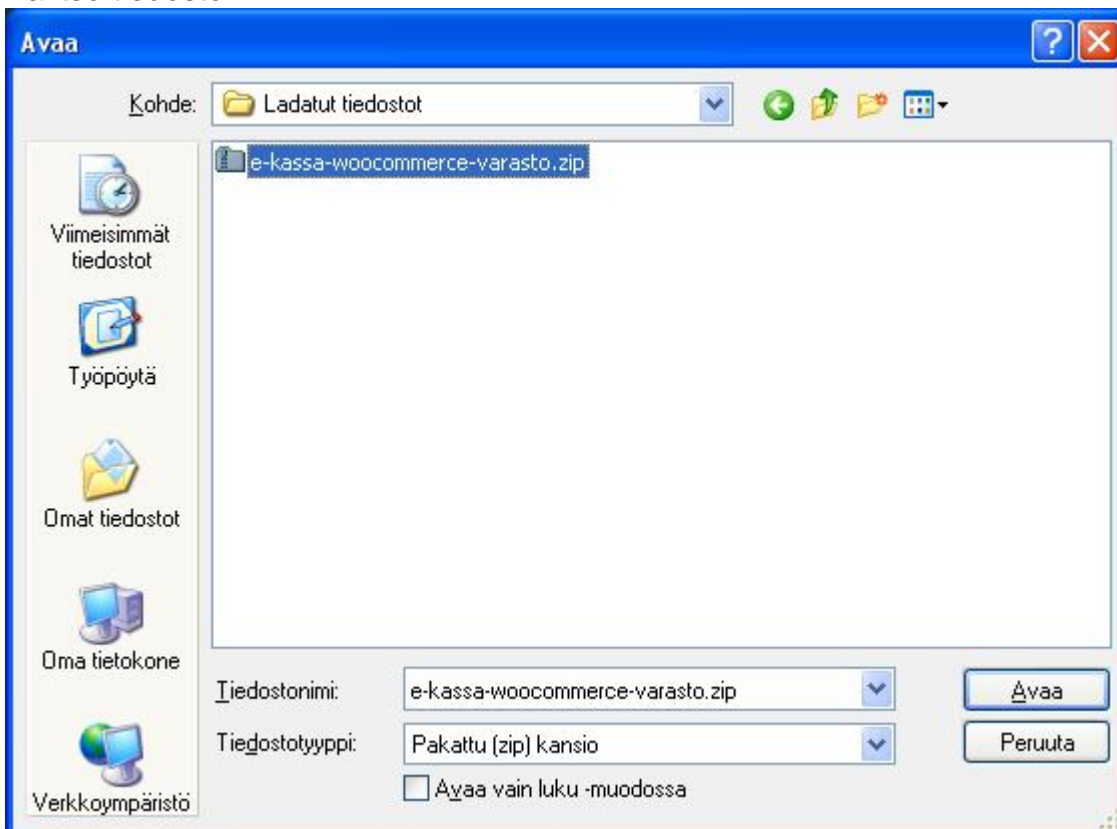 Avaa
Kohde:
Ladatut tiedostot
e-kassa-woocommerce-varasto.zip
Viimeisimmät
tiedostot
Työpöytä
Omat tiedostot
Oma tietokone
Verkkoympäristö
Tiedostonimi:
e-kassa-woocommerce-varasto.zip
Avaa
Tiedostotyyppi:
Pakattu (zip) kansio
Peruuta
Avaa vain luku -muodossa